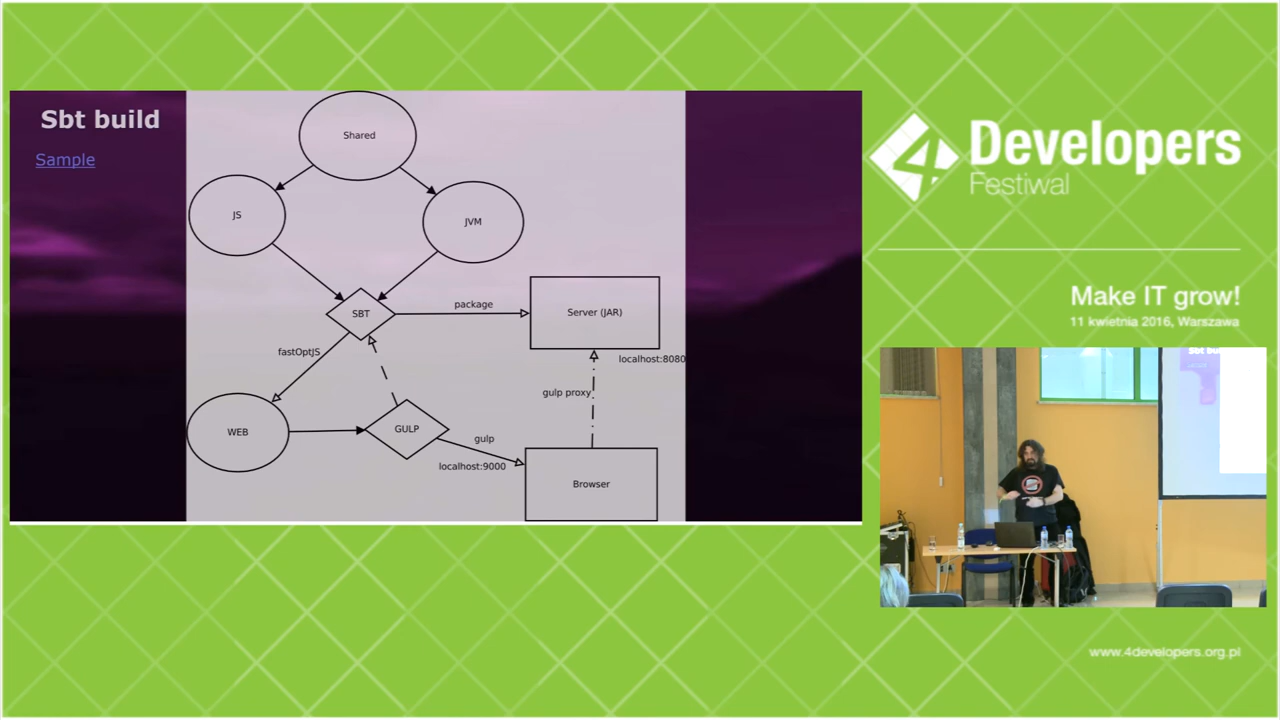 Sbt build
Sample
Shared
JS
JVM
SBT
package
Server (JAR)
localhost:8080
fastOptJS
gulp proxy
WEB
GULP
gulp
localhost:9000
Browser
4Developers
Festiwal
Make IT grow!
11 kwietnia 2016, Warszawa
www.4developers.org.pl